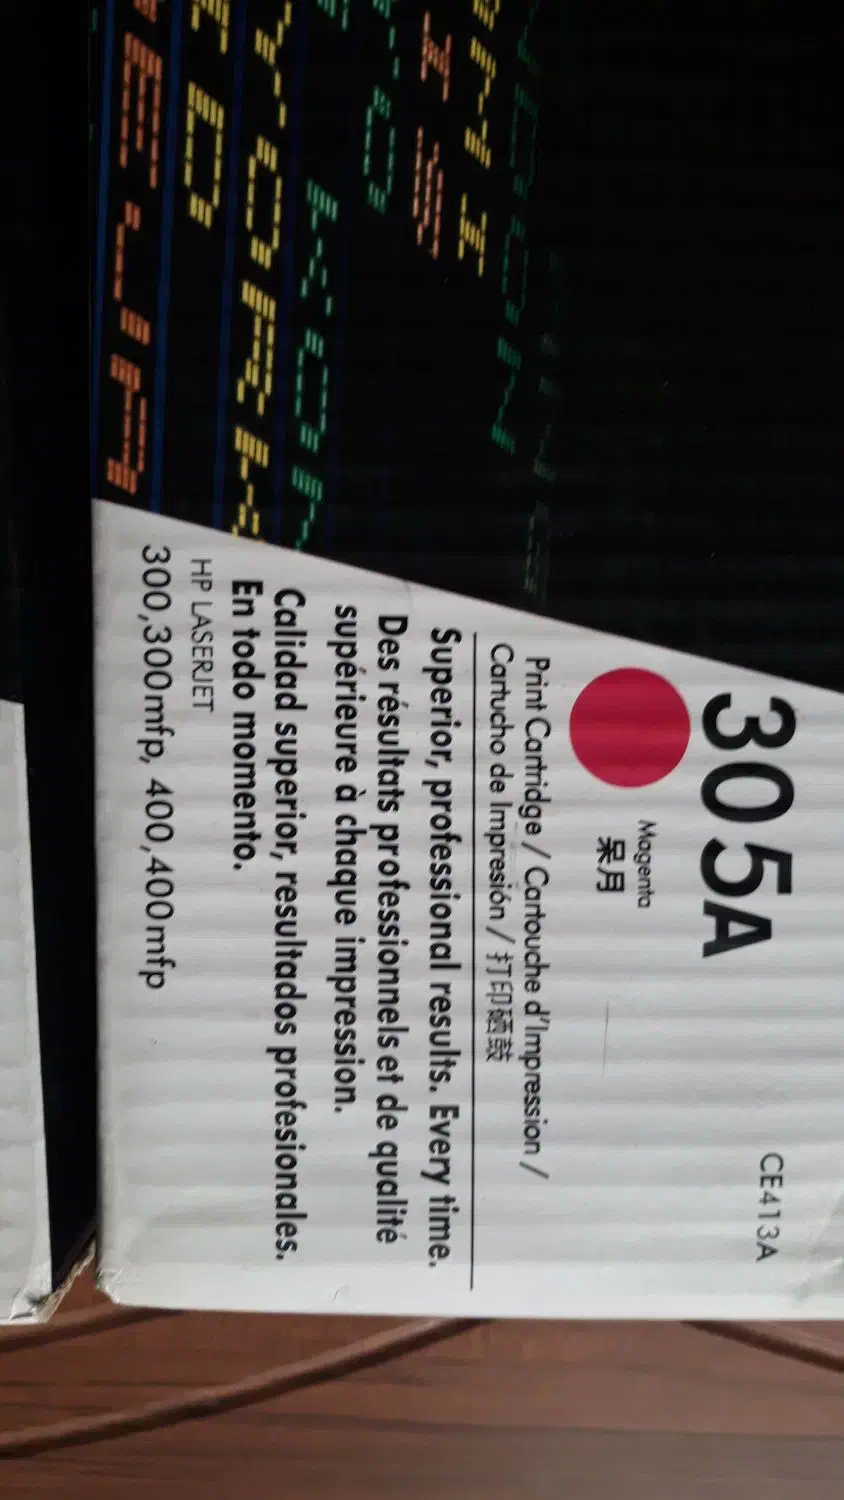 305A
CE413A
Magenta
呆月
Print Cartridge / Cartouche d'Impression /
Cartucho de Impresión / 打印硒鼓
Superior, professional results. Every time.
Des résultats professionnels et de qualité
supérieure à chaque impression.
Calidad superior, resultados profesionales.
En todo momento.
HP LASERJET
300,300mfp, 400,400mfp